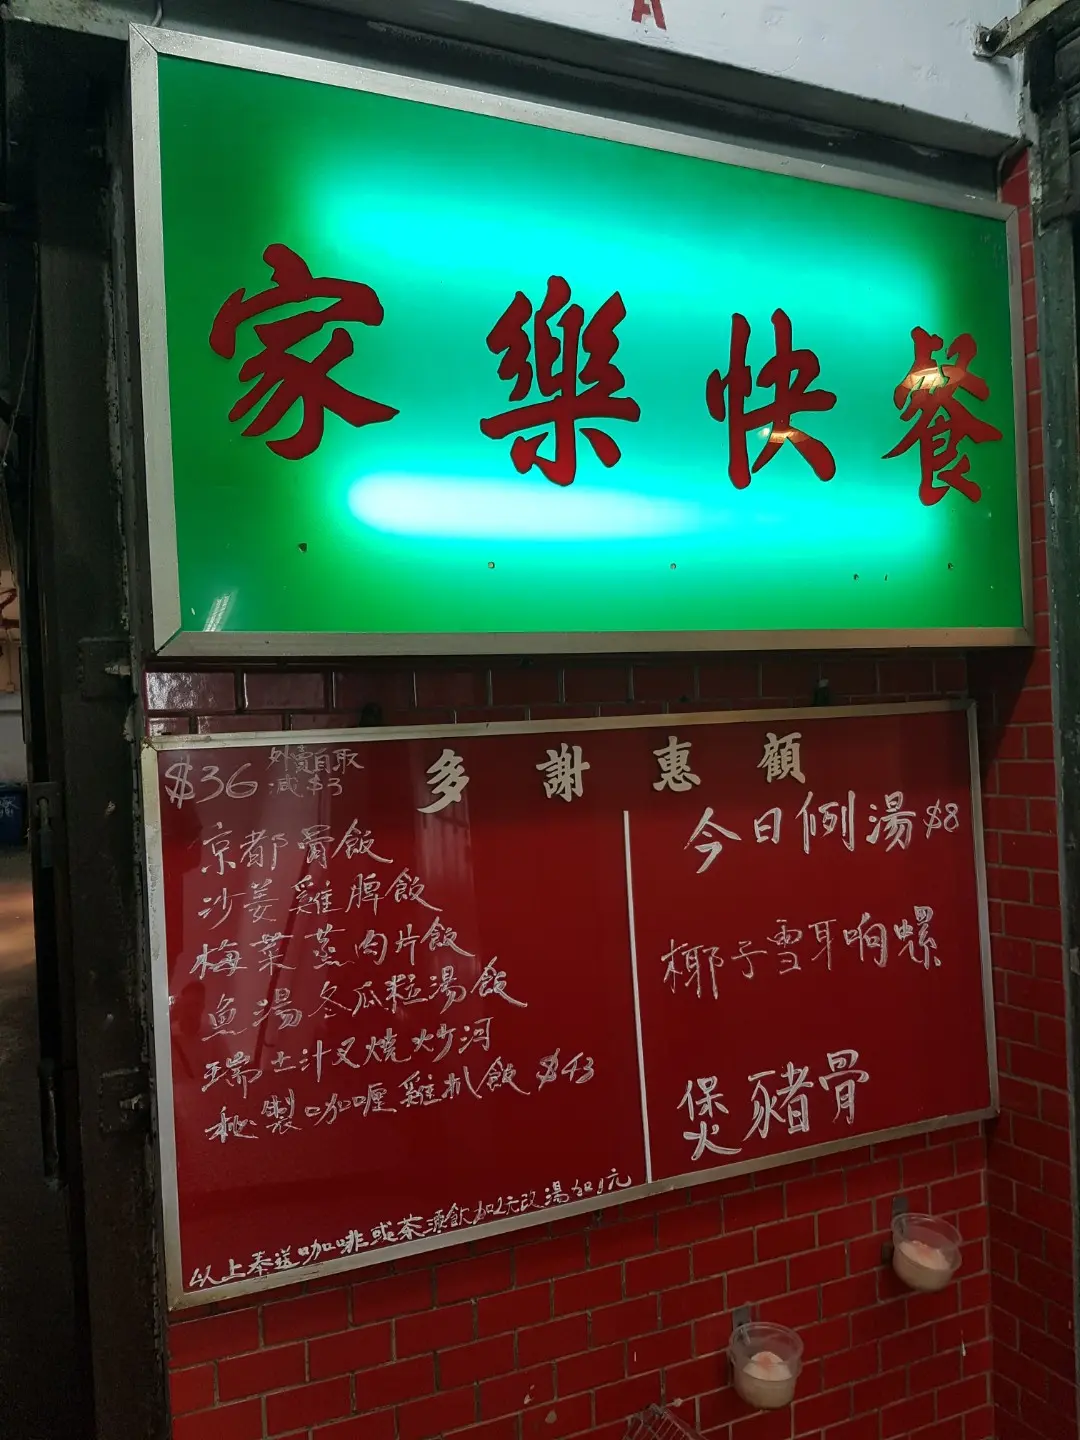 A
家樂快餐
多謝惠顧
$36 外賣自取
減$3
京都骨飯
沙姜雞脾飯
梅菜蒸肉片飯
魚湯冬瓜粒湯飯
瑞士汁叉燒炒河
秘製咖喱雞扒飯 $43
以上奉送咖啡或茶凍飲加2元改湯加1元
今日例湯$8
椰子雪耳响螺
煲豬骨